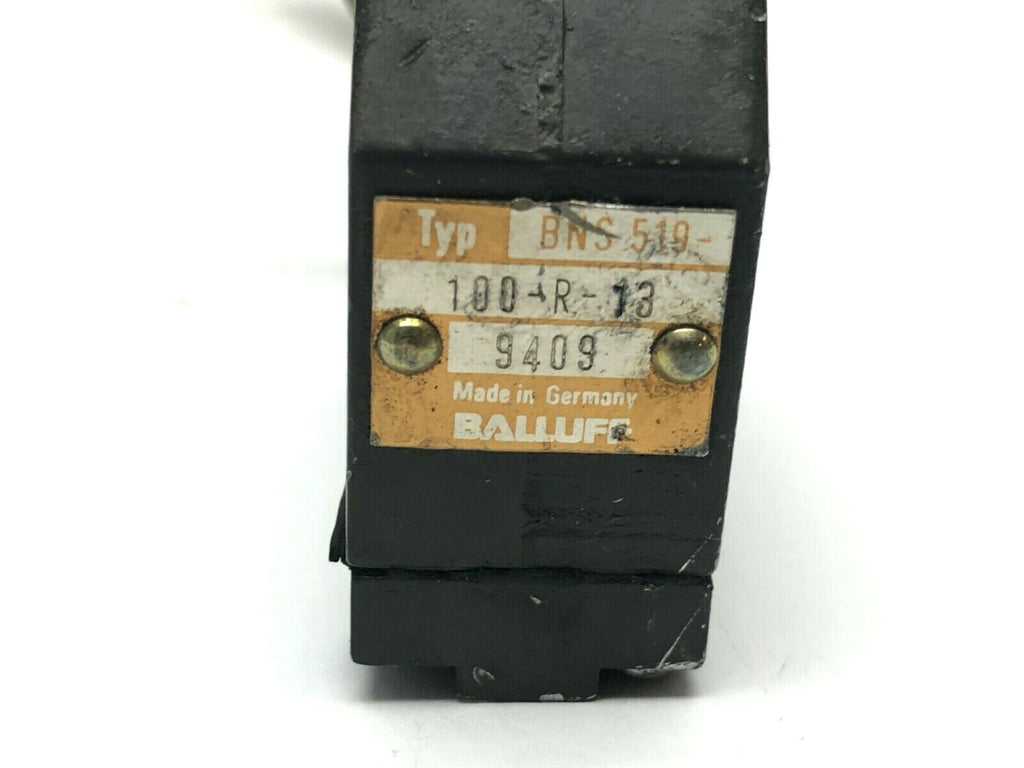 Typ BNS 519-
100-R-13
9409
Made in Germany
BALLUFF